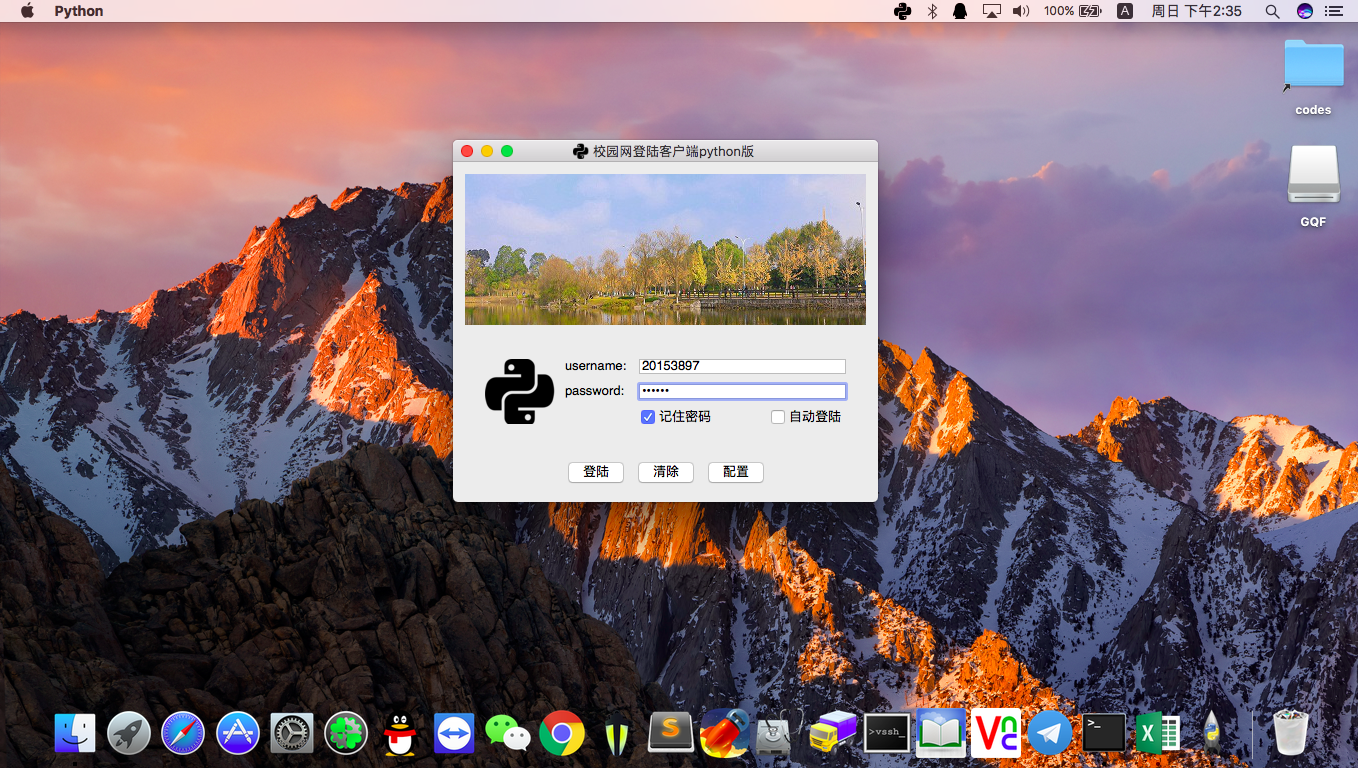 Python
100%
A
周日 下午2:35
codes
GQF
校园网登陆客户端python版
username: 20153897
password: ••••••
记住密码 自动登陆
登陆 清除 配置
S
>vssh_
Vnc
>_
X